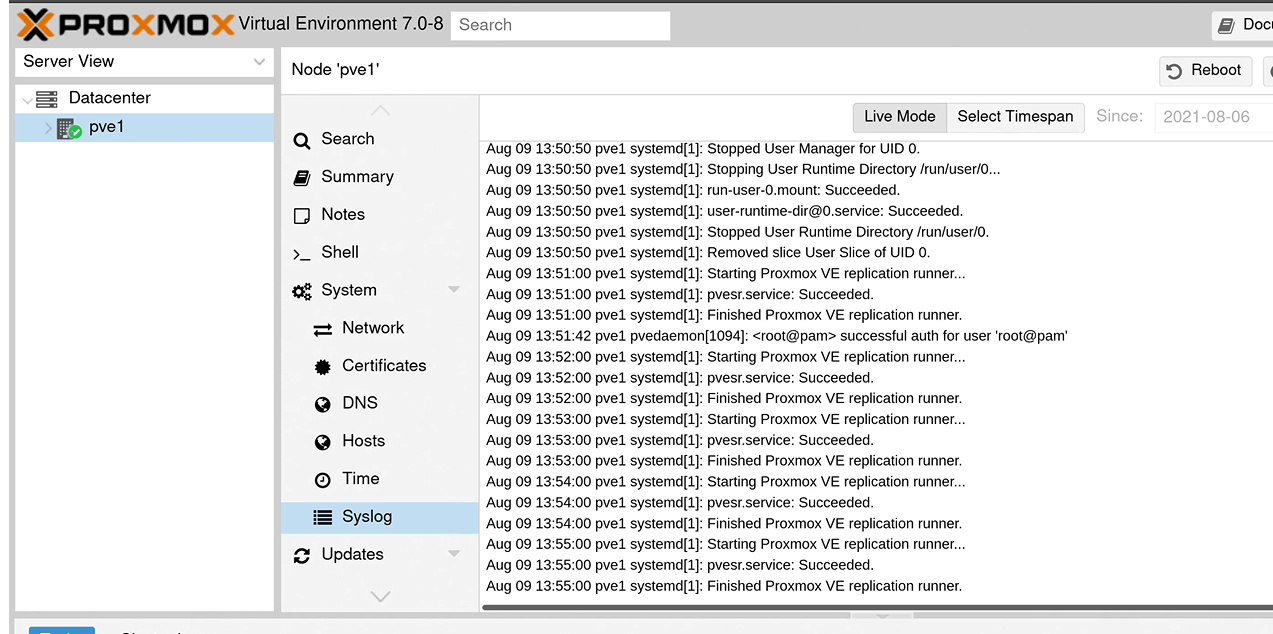 PROXMOX Virtual Environment 7.0-8 Search
Server View
Datacenter
pve1
Node 'pve1'
Reboot
Search
Summary
Notes
Shell
System
Network
Certificates
DNS
Hosts
Time
Syslog
Updates
Live Mode Select Timespan Since: 2021-08-06
Aug 09 13:50:50 pve1 systemd[1]: Stopped User Manager for UID 0.
Aug 09 13:50:50 pve1 systemd[1]: Stopping User Runtime Directory /run/user/0...
Aug 09 13:50:50 pve1 systemd[1]: run-user-0.mount: Succeeded.
Aug 09 13:50:50 pve1 systemd[1]: user-runtime-dir@0.service: Succeeded.
Aug 09 13:50:50 pve1 systemd[1]: Stopped User Runtime Directory /run/user/0.
Aug 09 13:50:50 pve1 systemd[1]: Removed slice User Slice of UID 0.
Aug 09 13:51:00 pve1 systemd[1]: Starting Proxmox VE replication runner...
Aug 09 13:51:00 pve1 systemd[1]: pvesr.service: Succeeded.
Aug 09 13:51:00 pve1 systemd[1]: Finished Proxmox VE replication runner.
Aug 09 13:51:42 pve1 pvedaemon[1094]: <root@pam> successful auth for user 'root@pam'
Aug 09 13:52:00 pve1 systemd[1]: Starting Proxmox VE replication runner...
Aug 09 13:52:00 pve1 systemd[1]: pvesr.service: Succeeded.
Aug 09 13:52:00 pve1 systemd[1]: Finished Proxmox VE replication runner.
Aug 09 13:53:00 pve1 systemd[1]: Starting Proxmox VE replication runner...
Aug 09 13:53:00 pve1 systemd[1]: pvesr.service: Succeeded.
Aug 09 13:53:00 pve1 systemd[1]: Finished Proxmox VE replication runner.
Aug 09 13:54:00 pve1 systemd[1]: Starting Proxmox VE replication runner...
Aug 09 13:54:00 pve1 systemd[1]: pvesr.service: Succeeded.
Aug 09 13:54:00 pve1 systemd[1]: Finished Proxmox VE replication runner.
Aug 09 13:55:00 pve1 systemd[1]: Starting Proxmox VE replication runner...
Aug 09 13:55:00 pve1 systemd[1]: pvesr.service: Succeeded.
Aug 09 13:55:00 pve1 systemd[1]: Finished Proxmox VE replication runner.